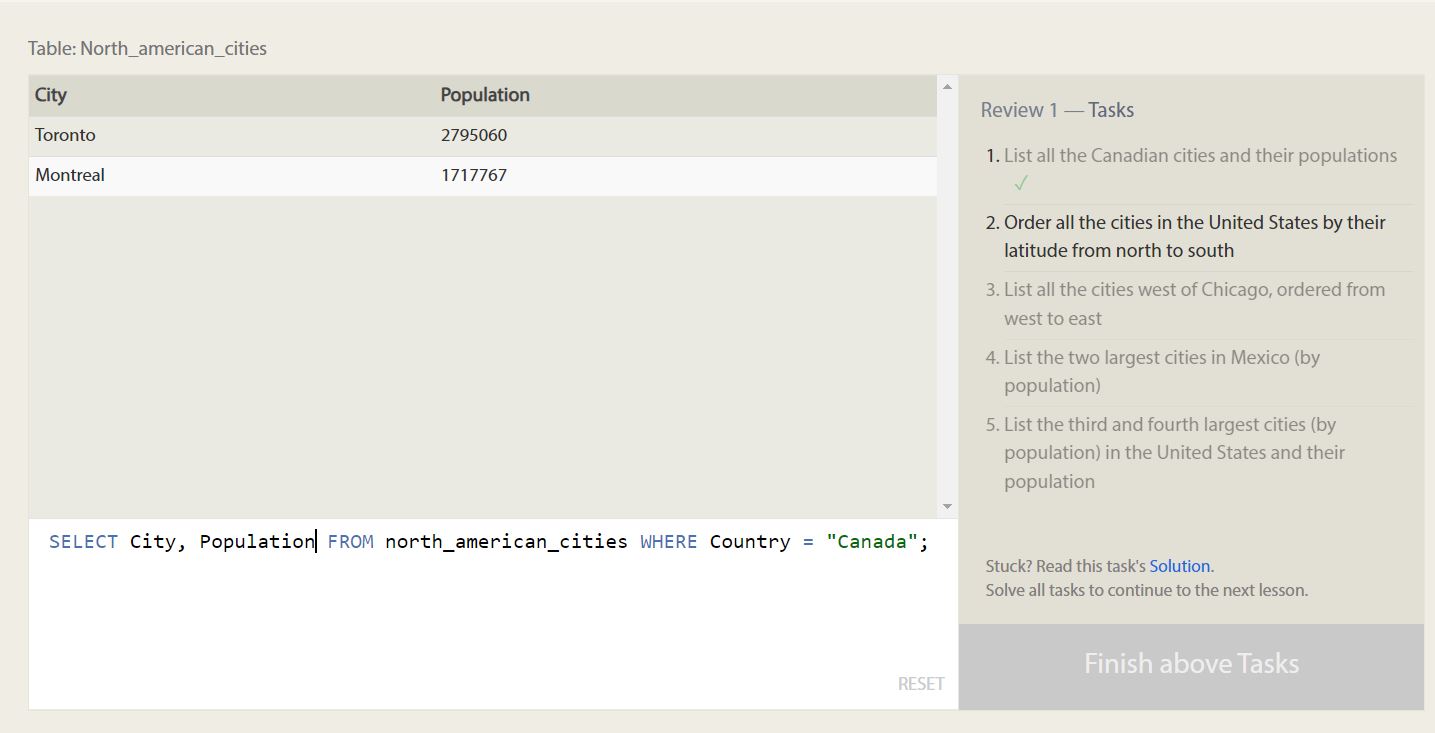 Table: North_american_cities
City Population
Toronto 2795060
Montreal 1717767
SELECT City, Population FROM north_american_cities WHERE Country = "Canada";
RESET
Review 1 — Tasks
1. List all the Canadian cities and their populations
✓
2. Order all the cities in the United States by their
latitude from north to south
3. List all the cities west of Chicago, ordered from
west to east
4. List the two largest cities in Mexico (by
population)
5. List the third and fourth largest cities (by
population) in the United States and their
population
Stuck? Read this task's Solution.
Solve all tasks to continue to the next lesson.
Finish above Tasks